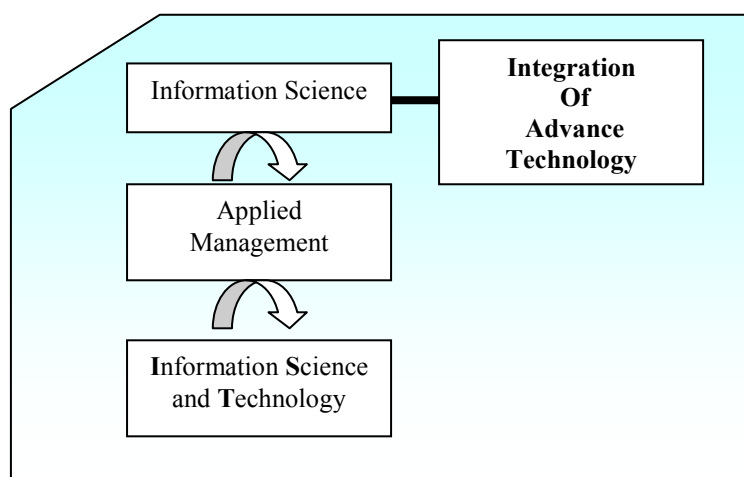 Information Science
Integration
Of
Advance
Technology
Applied
Management
Information Science
and Technology